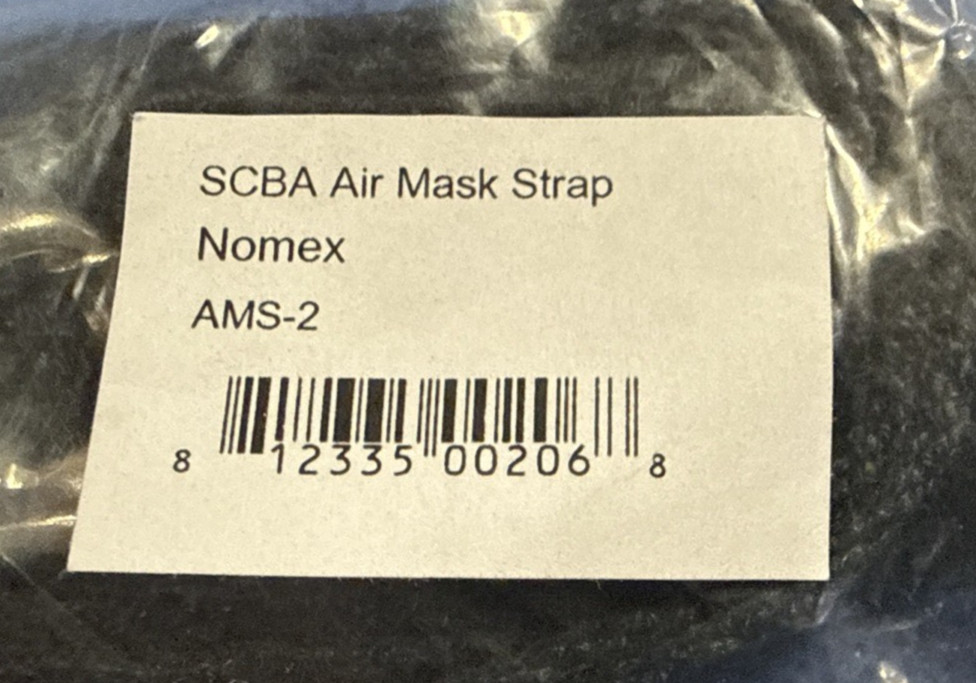 SCBA Air Mask Strap
Nomex
AMS-2
8 12335 00206 8